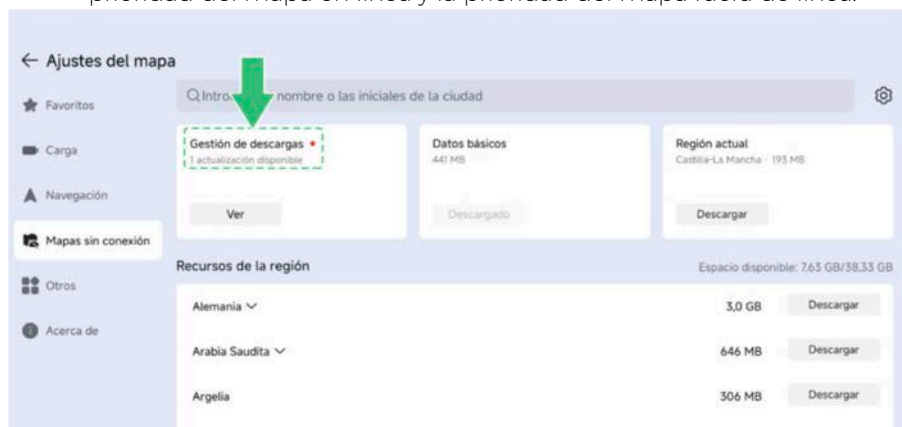 prioridad del mapa en línea y la prioridad del mapa fuera de línea.
← Ajustes del mapa
Favoritos
Carga
Navegación
Mapas sin conexión
Otros
Acerca de
Intro nombre o las iniciales de la ciudad
Gestión de descargas
1 actualización disponible
Ver
Datos básicos
441 MB
Descargado
Región actual
Castilla-La Mancha · 193 MB
Descargar
Recursos de la región
Espacio disponible: 7,63 GB/38,33 GB
Alemania 3,0 GB Descargar
Arabia Saudita 646 MB Descargar
Argelia 306 MB Descargar